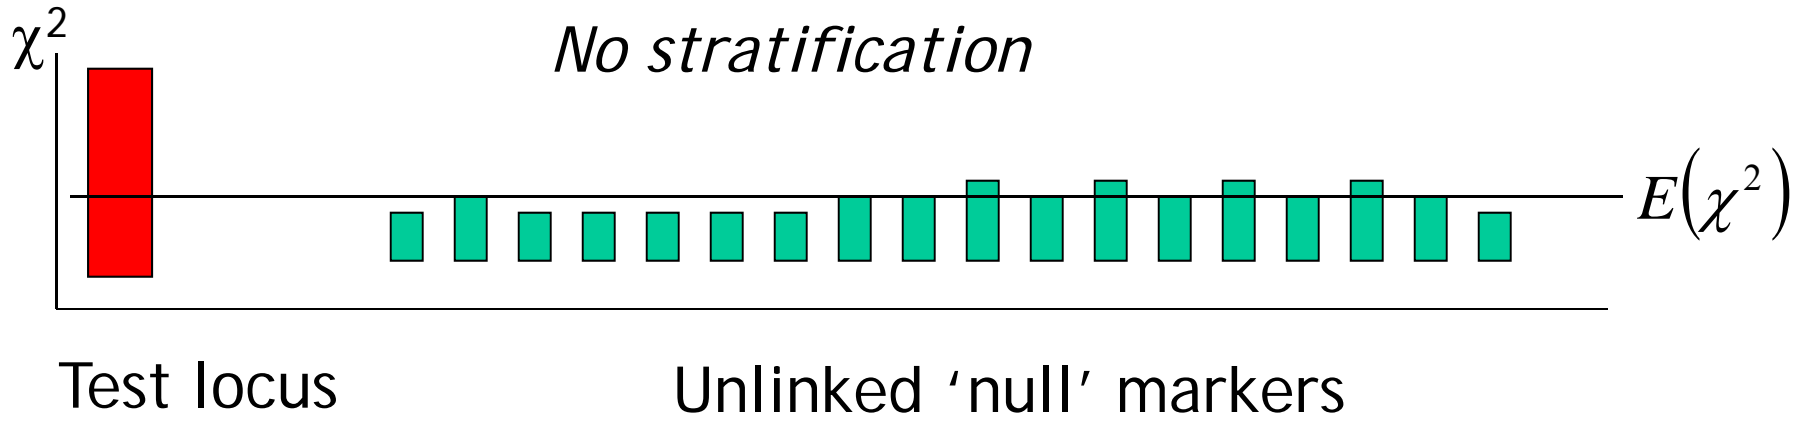 χ²
No stratification
E(χ²)
Test locus
Unlinked ‘null’ markers